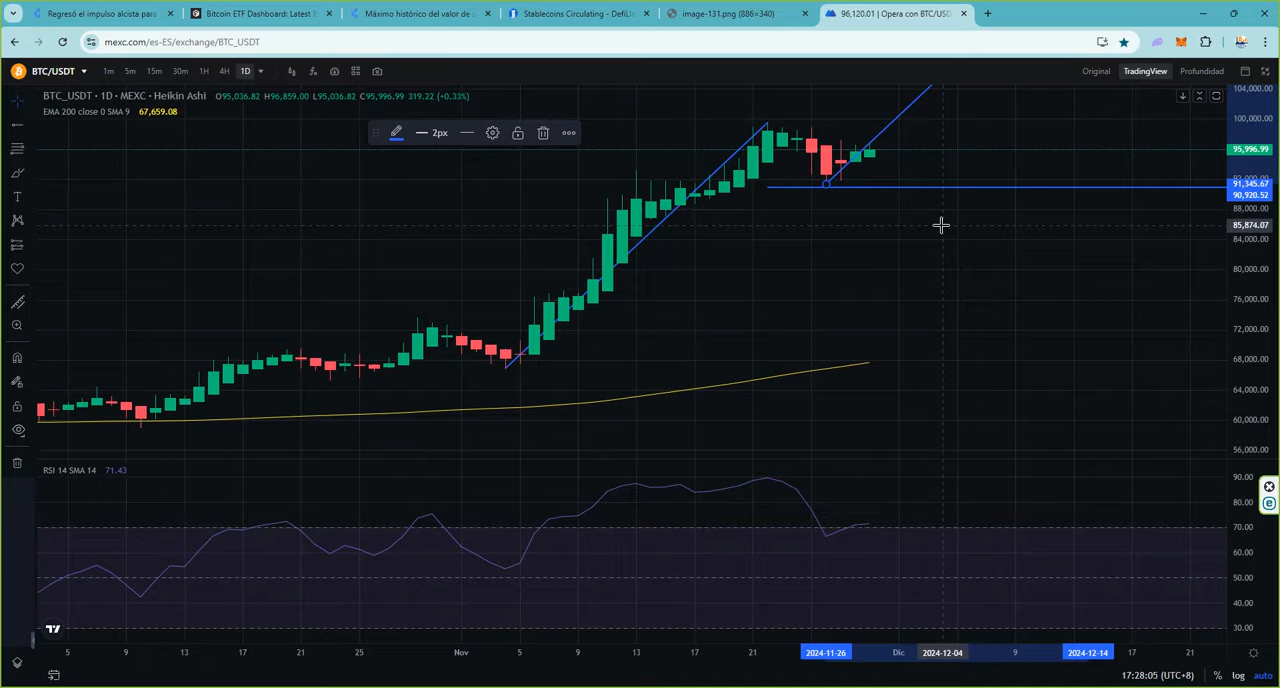 Regresó el impulso alcista para
Bitcoin ETF Dashboard: Latest B
Máximo histórico del valor de s
Stablecoins Circulating - DefiLl
image-131.png (886×340)
96,120.01 | Opera con BTC/USD
mexc.com/es-ES/exchange/BTC_USDT
BTC/USDT 1m 5m 15m 30m 1H 4H 1D Original TradingView Profundidad
BTC_USDT · 1D · MEXC · Heikin Ashi O95,036.82 H96,859.00 L95,036.82 C95,996.99 319.22 (+0.33%)
EMA 200 close 0 SMA 9 67,659.08
2px
104,000.00
100,000.00
95,996.99
91,345.67
90,920.52
88,000.00
85,874.07
84,000.00
80,000.00
76,000.00
72,000.00
68,000.00
64,000.00
60,000.00
56,000.00
RSI 14 SMA 14 71.43
90.00
80.00
70.00
60.00
50.00
40.00
30.00
5 9 13 17 21 25 Nov 5 9 13 17 21 2024-11-26 Dic 2024-12-04 9 2024-12-14 17 21
17:28:05 (UTC+8) % log auto